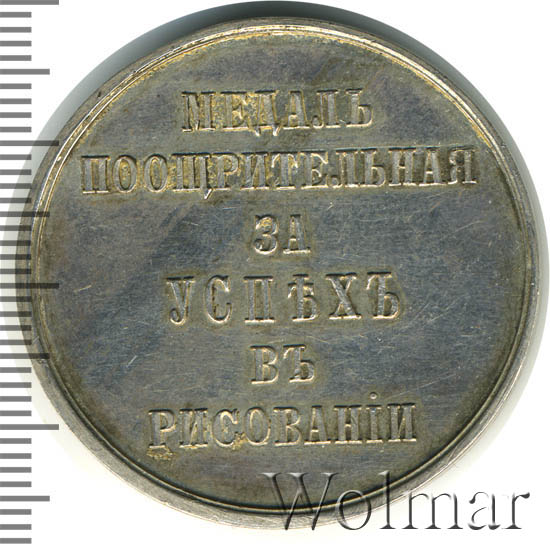 МЕДАЛЬ
ПООЩРИТЕЛЬНАЯ
ЗА
УСПѢХЪ
ВЪ
РИСОВАНІИ
Wolmar